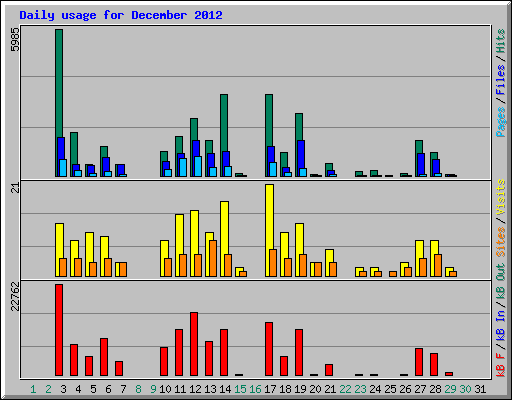 Daily usage for December 2012
5985
Pages / Files / Hits
21
Sites / Visits
22762
kB F / kB In / kB Out
1 2 3 4 5 6 7 8 9 10 11 12 13 14 15 16 17 18 19 20 21 22 23 24 25 26 27 28 29 30 31